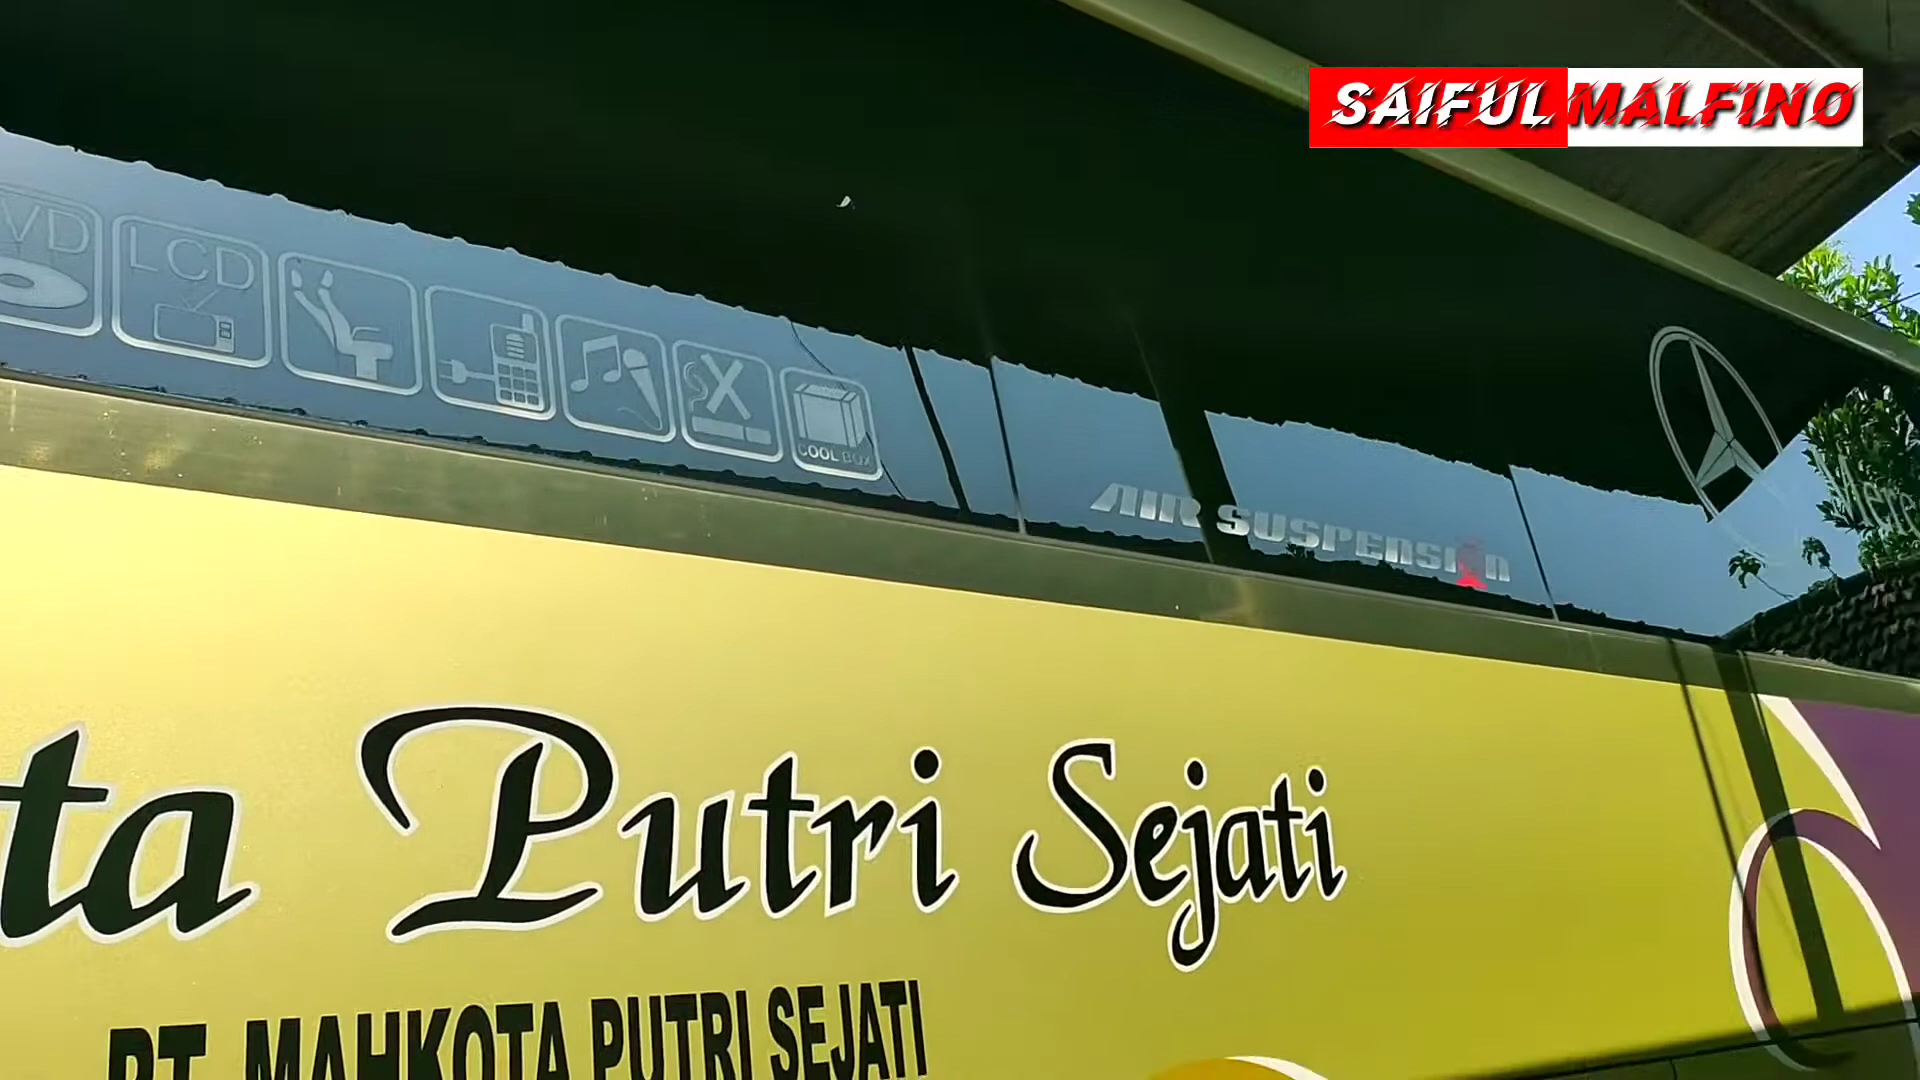 SAIFUL MALFINO
VD
LCD
COOL BOX
AIR SUSPENSION
ta Putri Sejati
PT. MAHKOTA PUTRI SEJATI